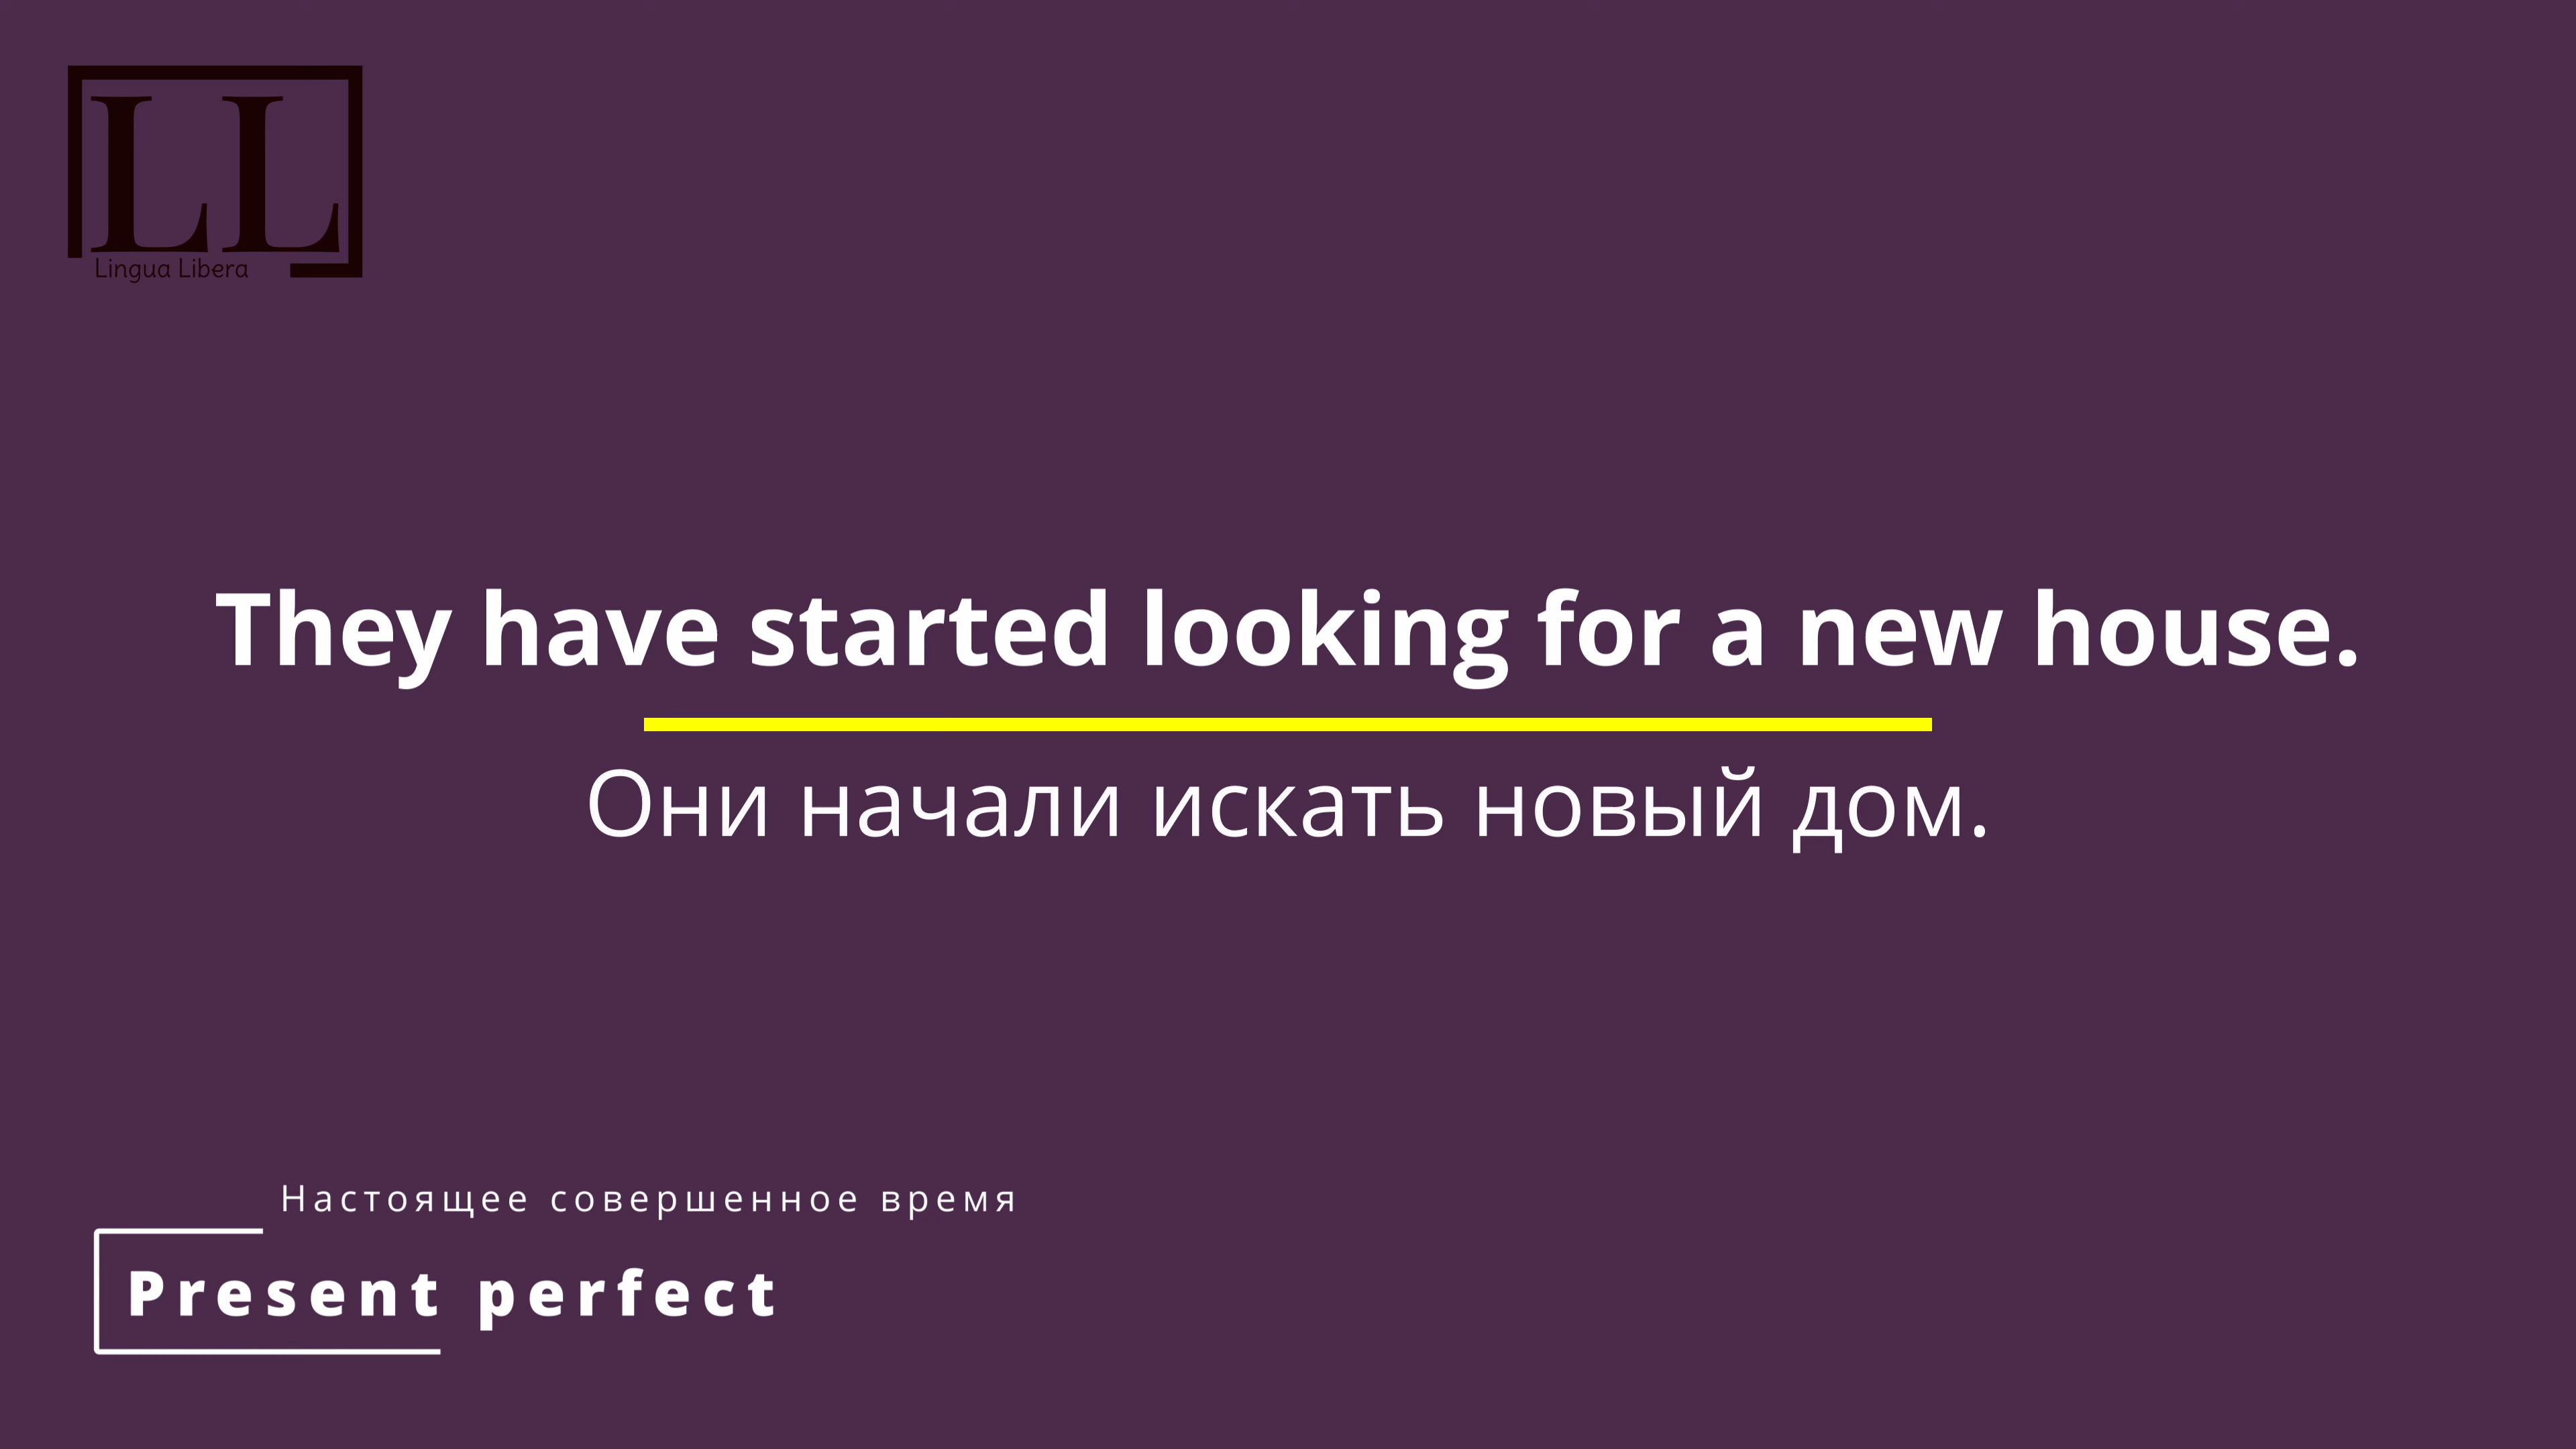 LL
Lingua Libera
They have started looking for a new house.
Они начали искать новый дом.
Настоящее совершенное время
Present perfect